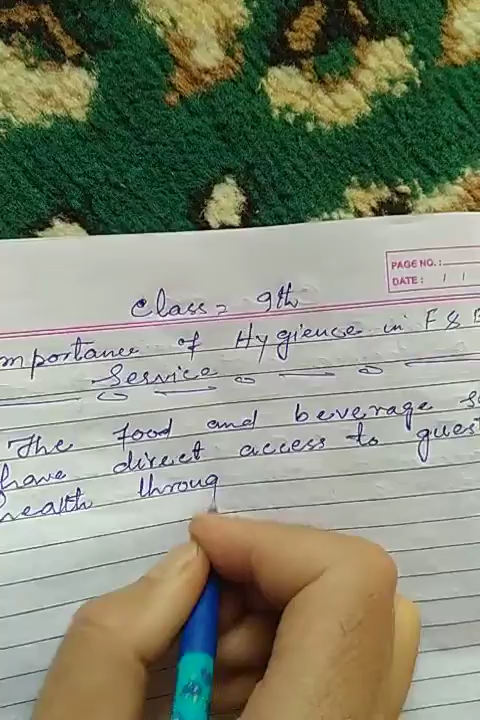 PAGE NO.:
DATE: / /
Class = 9th
mportance of Hygience in F & B
Service
The food and beverage s
have direct access to guest
health throug